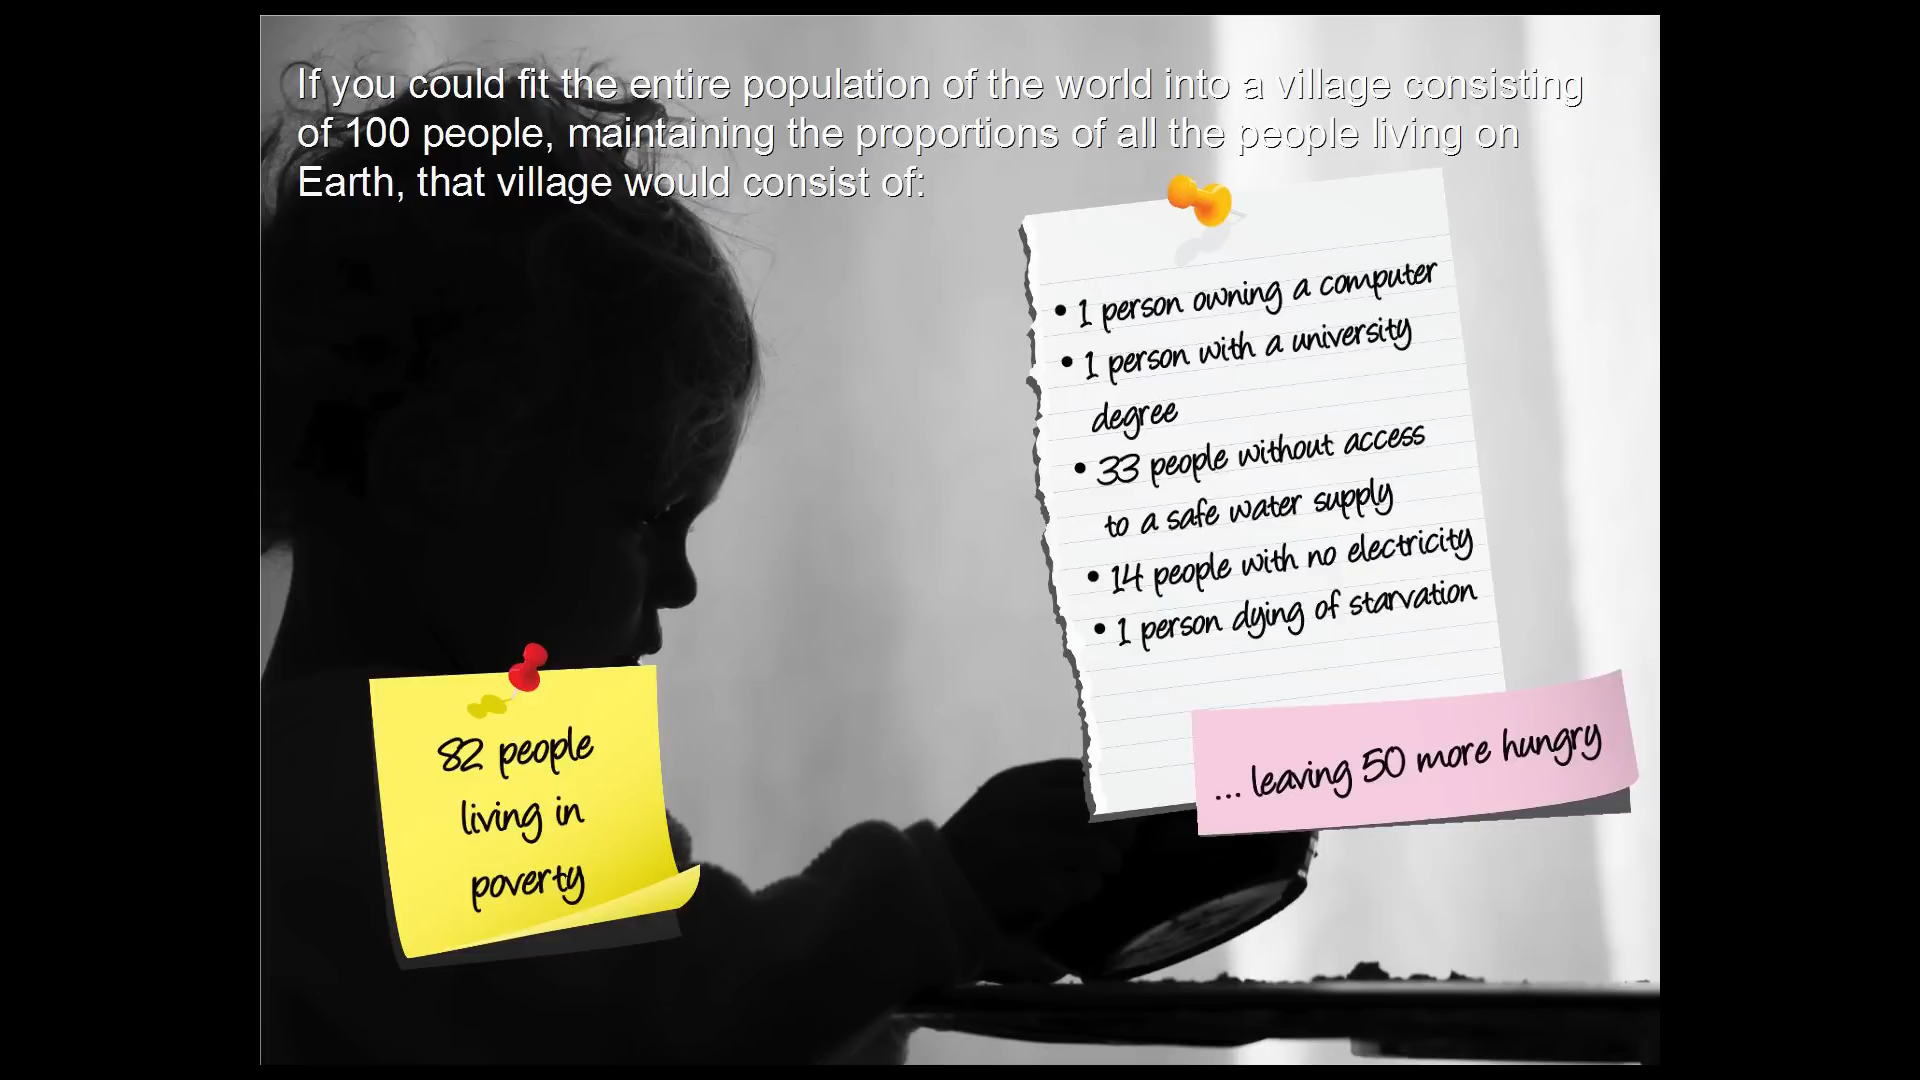 If you could fit the entire population of the world into a village consisting
of 100 people, maintaining the proportions of all the people living on
Earth, that village would consist of:
• 1 person owning a computer
• 1 person with a university
degree
• 33 people without access
to a safe water supply
• 14 people with no electricity
• 1 person dying of starvation
... leaving 50 more hungry
82 people
living in
poverty